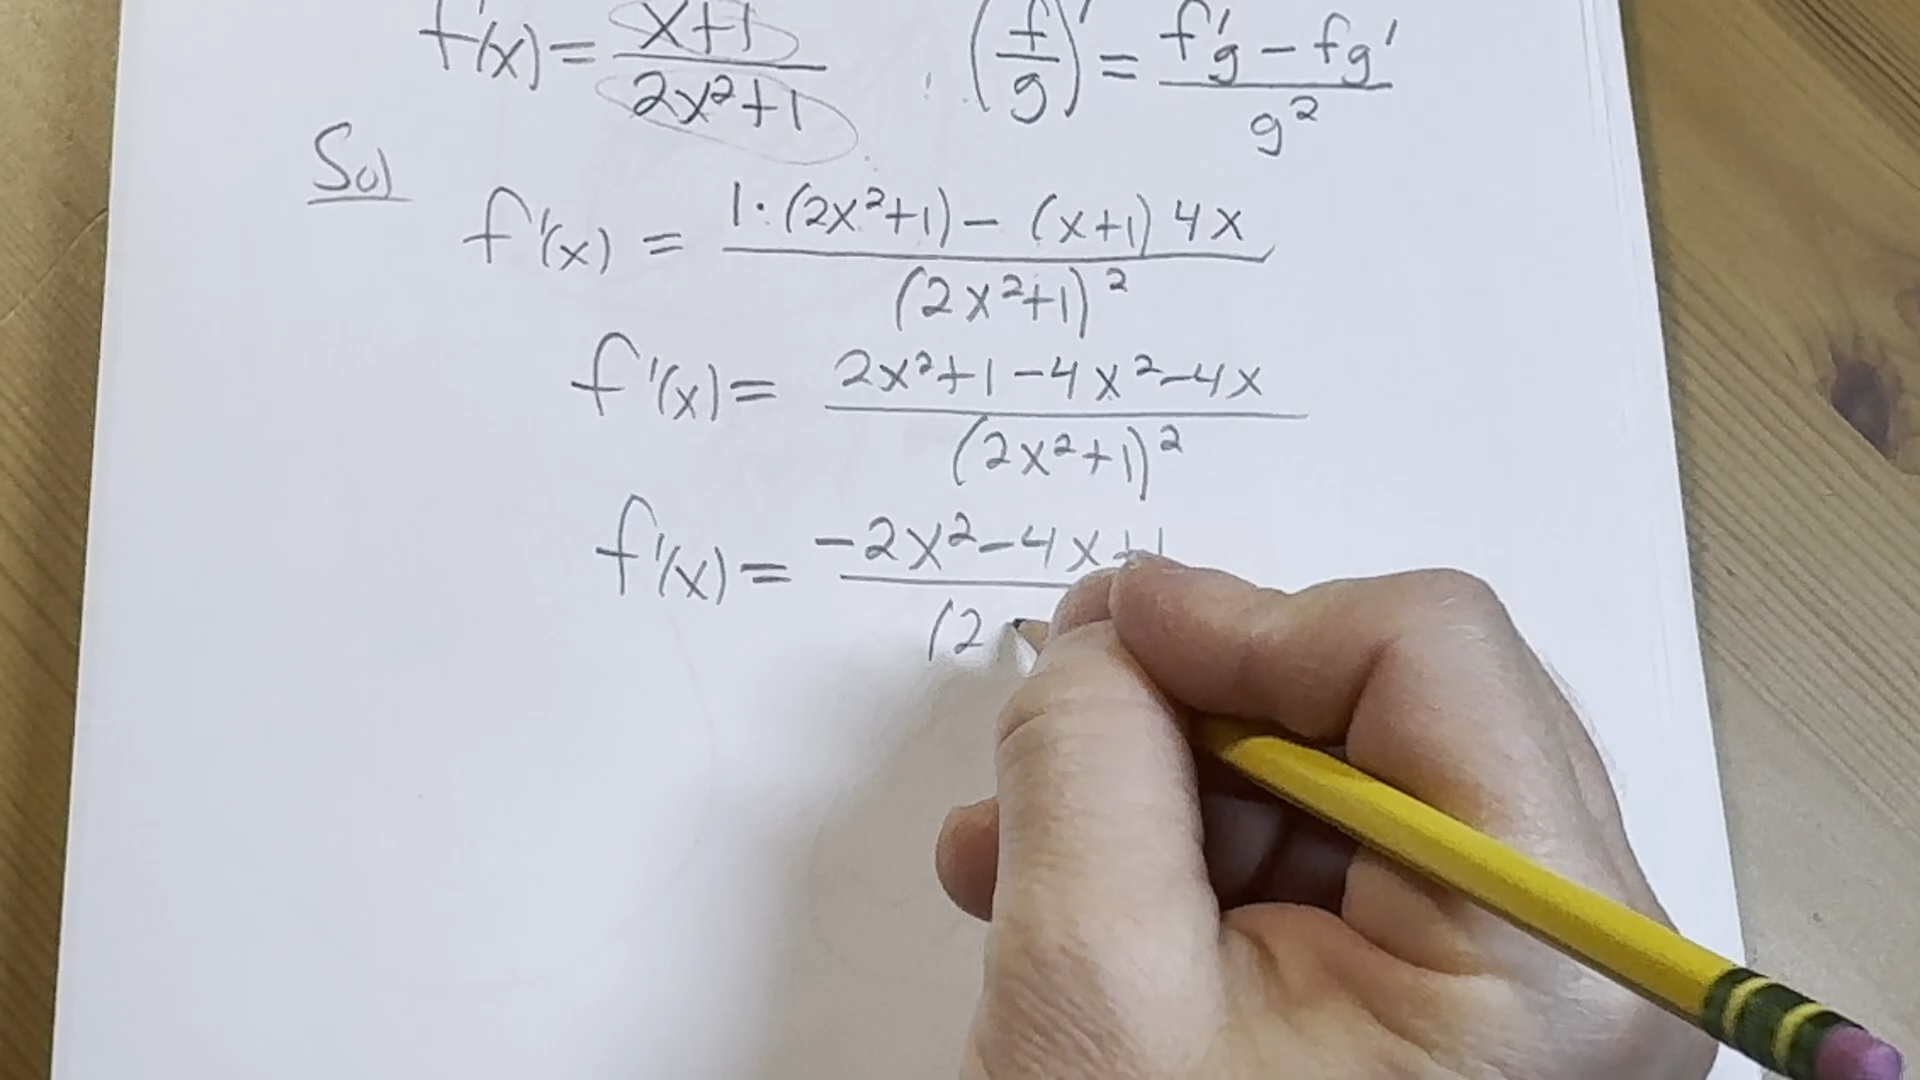 f'(x) = (x+1)/(2x²+1) (f/g)' = (f'g - fg')/g²
Sol
f'(x) = (1·(2x²+1) - (x+1)4x)/(2x²+1)²
f'(x) = (2x²+1-4x²-4x)/(2x²+1)²
f'(x) = (-2x²-4x+1)/(2